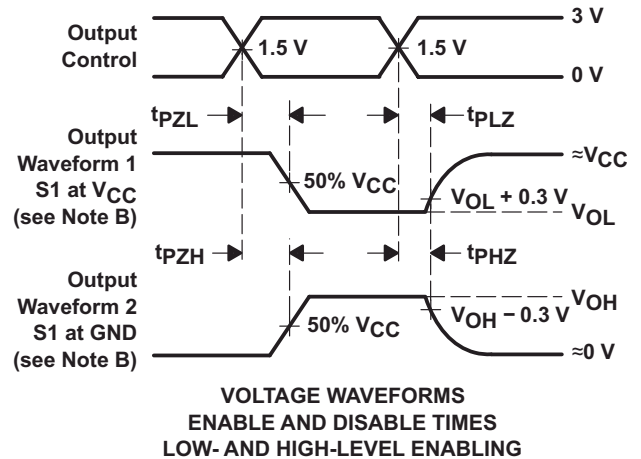 Output
Control
1.5 V
1.5 V
3 V
0 V
tPZL
tPLZ
Output
Waveform 1
S1 at VCC
(see Note B)
50% VCC
≈VCC
VOL + 0.3 V
VOL
tPZH
tPHZ
Output
Waveform 2
S1 at GND
(see Note B)
50% VCC
VOH
VOH − 0.3 V
≈0 V
VOLTAGE WAVEFORMS
ENABLE AND DISABLE TIMES
LOW- AND HIGH-LEVEL ENABLING